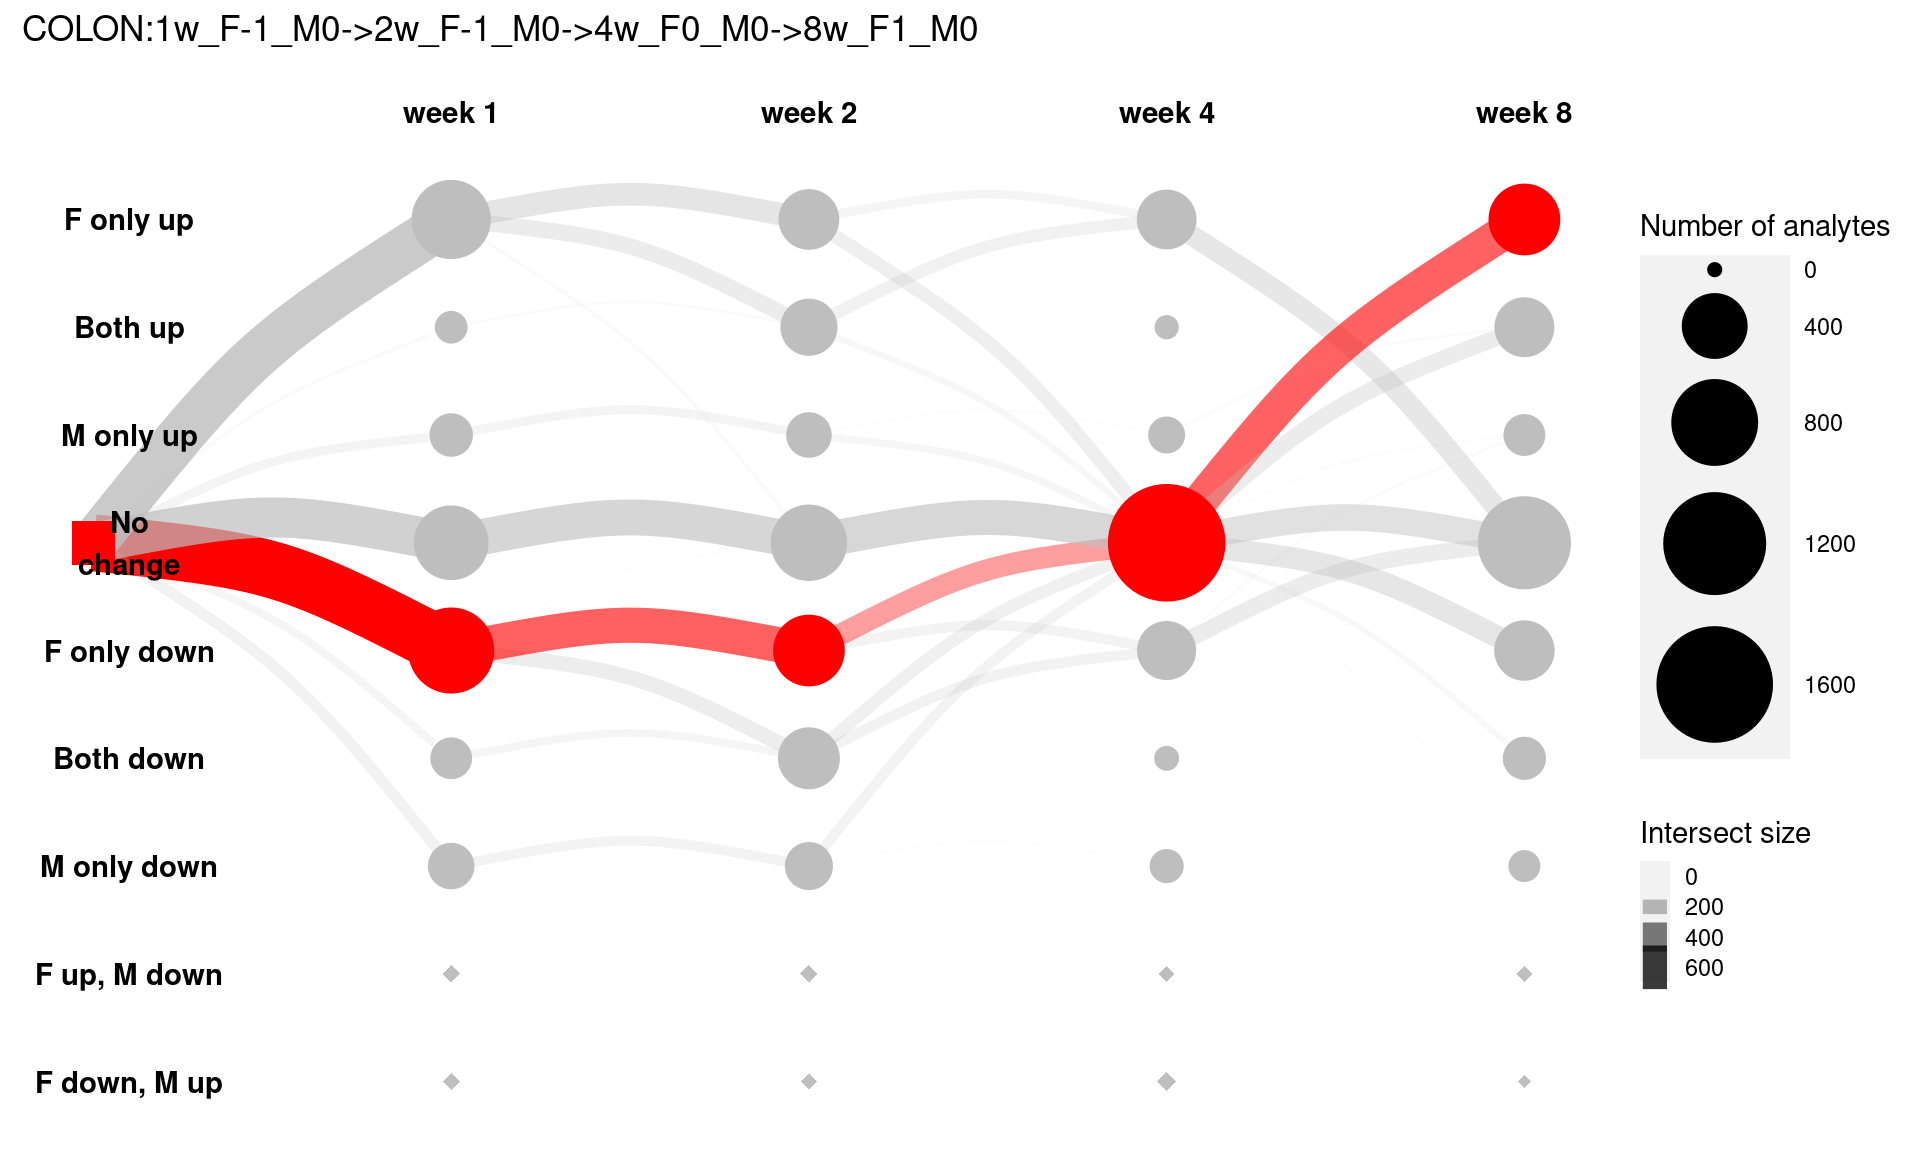 COLON:1w_F-1_M0->2w_F-1_M0->4w_F0_M0->8w_F1_M0
week 1
week 2
week 4
week 8
F only up
Both up
M only up
No
change
F only down
Both down
M only down
F up, M down
F down, M up
Number of analytes
0
400
800
1200
1600
Intersect size
0
200
400
600